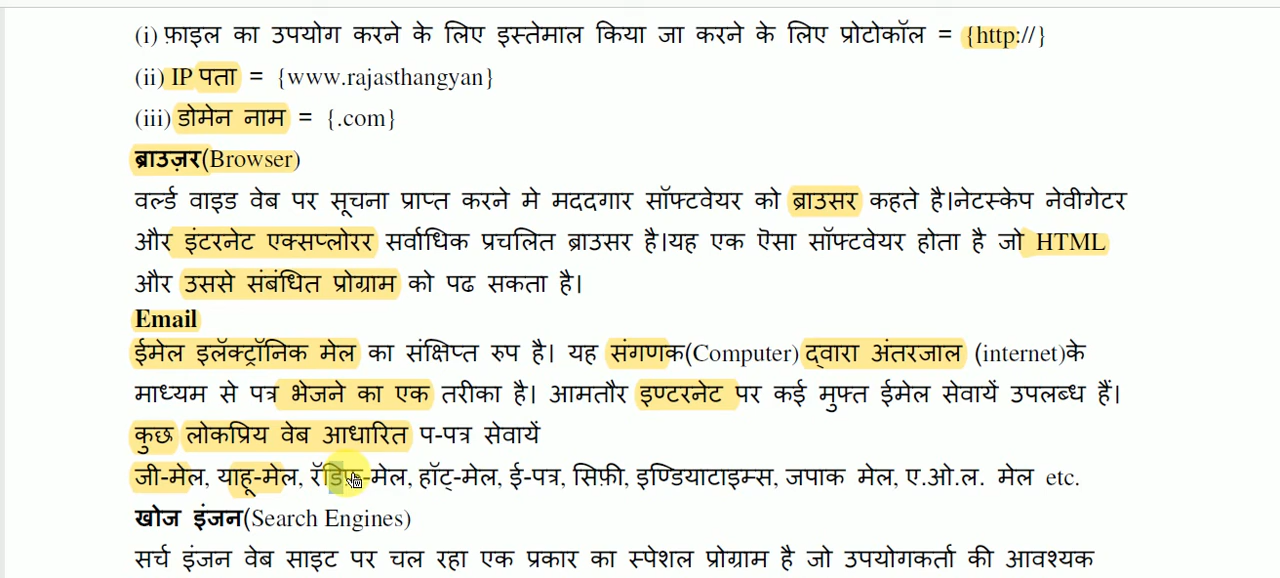 (i) फ़ाइल का उपयोग करने के लिए इस्तेमाल किया जा करने के लिए प्रोटोकॉल = {http://}
(ii) IP पता = {www.rajasthangyan}
(iii) डोमेन नाम = {.com}
ब्राउज़र(Browser)
वर्ल्ड वाइड वेब पर सूचना प्राप्त करने मे मददगार सॉफ्टवेयर को ब्राउसर कहते है।नेटस्केप नेवीगेटर
और इंटरनेट एक्सप्लोरर सर्वाधिक प्रचलित ब्राउसर है।यह एक ऎसा सॉफ्टवेयर होता है जो HTML
और उससे संबंधित प्रोग्राम को पढ सकता है।
Email
ईमेल इलॅक्ट्रॉनिक मेल का संक्षिप्त रुप है। यह संगणक(Computer) द्वारा अंतरजाल (internet)के
माध्यम से पत्र भेजने का एक तरीका है। आमतौर इण्टरनेट पर कई मुफ्त ईमेल सेवायें उपलब्ध हैं।
कुछ लोकप्रिय वेब आधारित प-पत्र सेवायें
जी-मेल, याहू-मेल, रॅडिफ़-मेल, हॉट्-मेल, ई-पत्र, सिफ़ी, इण्डियाटाइम्स, जपाक मेल, ए.ओ.ल. मेल etc.
खोज इंजन(Search Engines)
सर्च इंजन वेब साइट पर चल रहा एक प्रकार का स्पेशल प्रोग्राम है जो उपयोगकर्ता की आवश्यक